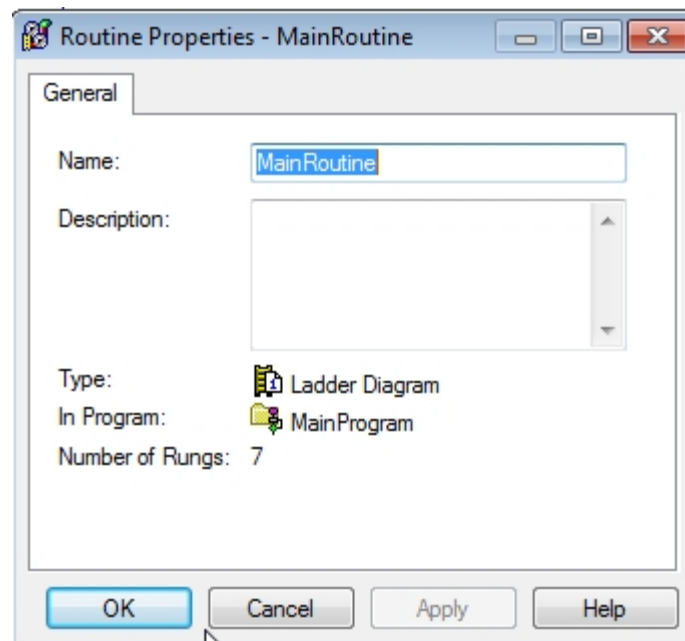 Routine Properties - MainRoutine
General
Name: MainRoutine
Description:
Type: Ladder Diagram
In Program: MainProgram
Number of Rungs: 7
OK Cancel Apply Help